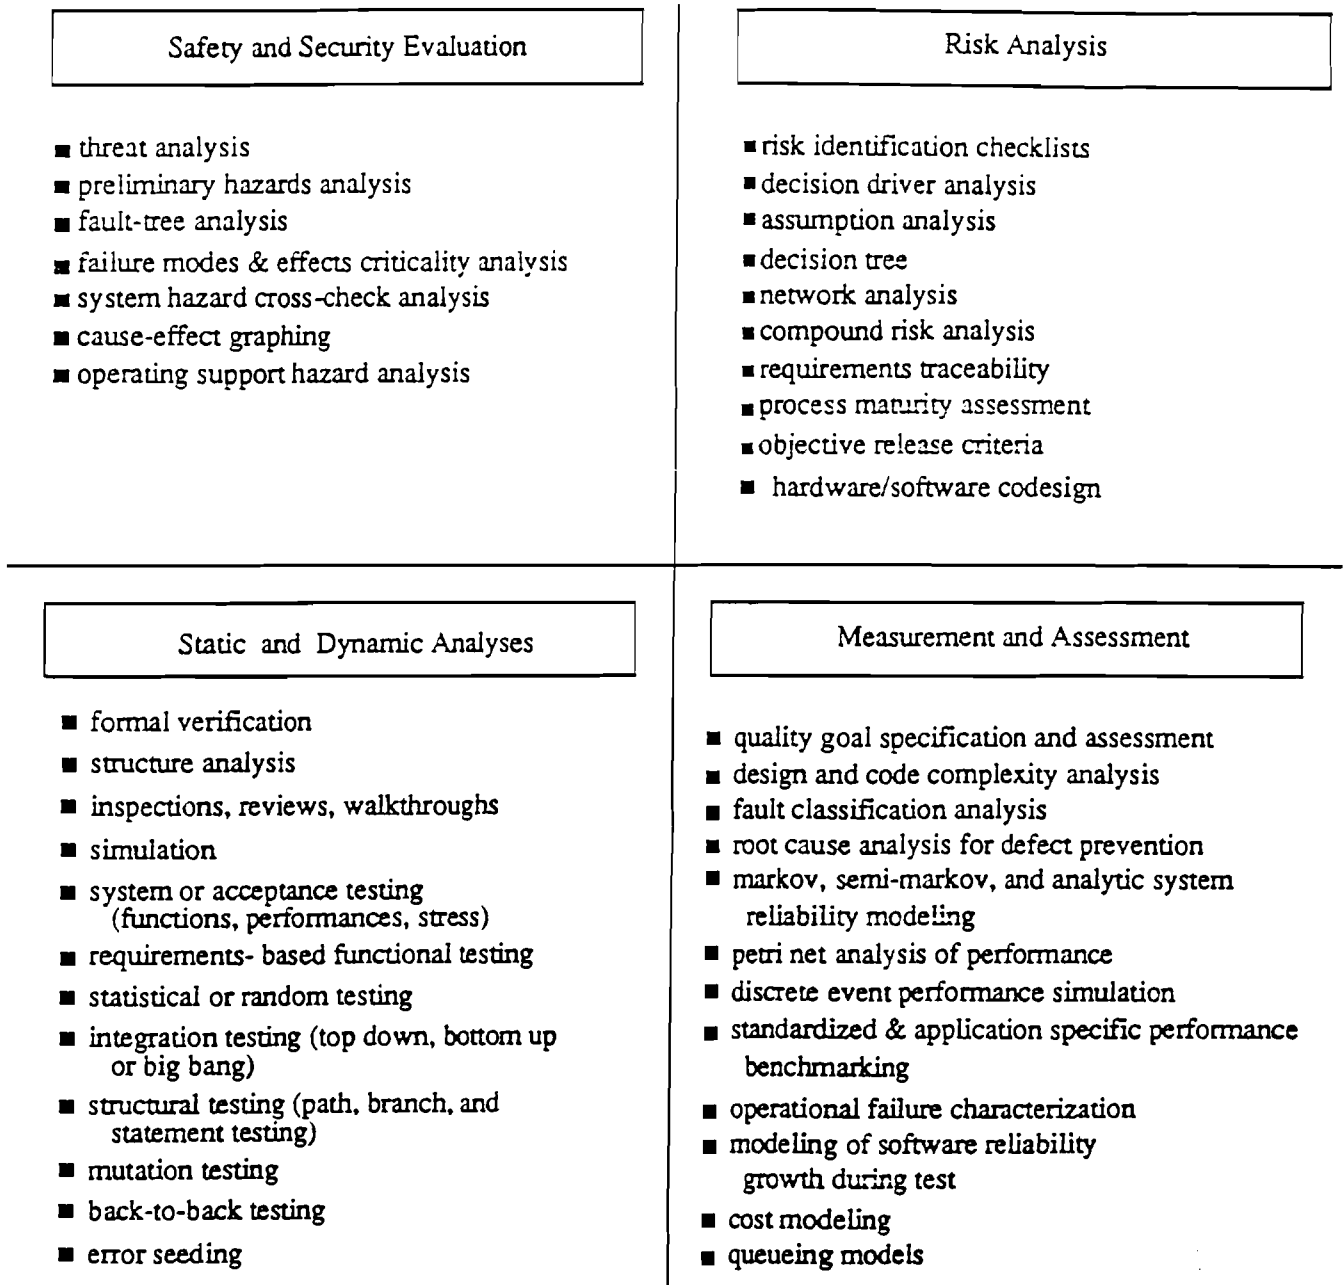 Safety and Security Evaluation
■ threat analysis
■ preliminary hazards analysis
■ fault-tree analysis
■ failure modes & effects criticality analysis
■ system hazard cross-check analysis
■ cause-effect graphing
■ operating support hazard analysis
Risk Analysis
■ risk identification checklists
■ decision driver analysis
■ assumption analysis
■ decision tree
■ network analysis
■ compound risk analysis
■ requirements traceability
■ process maturity assessment
■ objective release criteria
■ hardware/software codesign
Static and Dynamic Analyses
■ formal verification
■ structure analysis
■ inspections, reviews, walkthroughs
■ simulation
■ system or acceptance testing
(functions, performances, stress)
■ requirements- based functional testing
■ statistical or random testing
■ integration testing (top down, bottom up
or big bang)
■ structural testing (path, branch, and
statement testing)
■ mutation testing
■ back-to-back testing
■ error seeding
Measurement and Assessment
■ quality goal specification and assessment
■ design and code complexity analysis
■ fault classification analysis
■ root cause analysis for defect prevention
■ markov, semi-markov, and analytic system
reliability modeling
■ petri net analysis of performance
■ discrete event performance simulation
■ standardized & application specific performance
benchmarking
■ operational failure characterization
■ modeling of software reliability
growth during test
■ cost modeling
■ queueing models